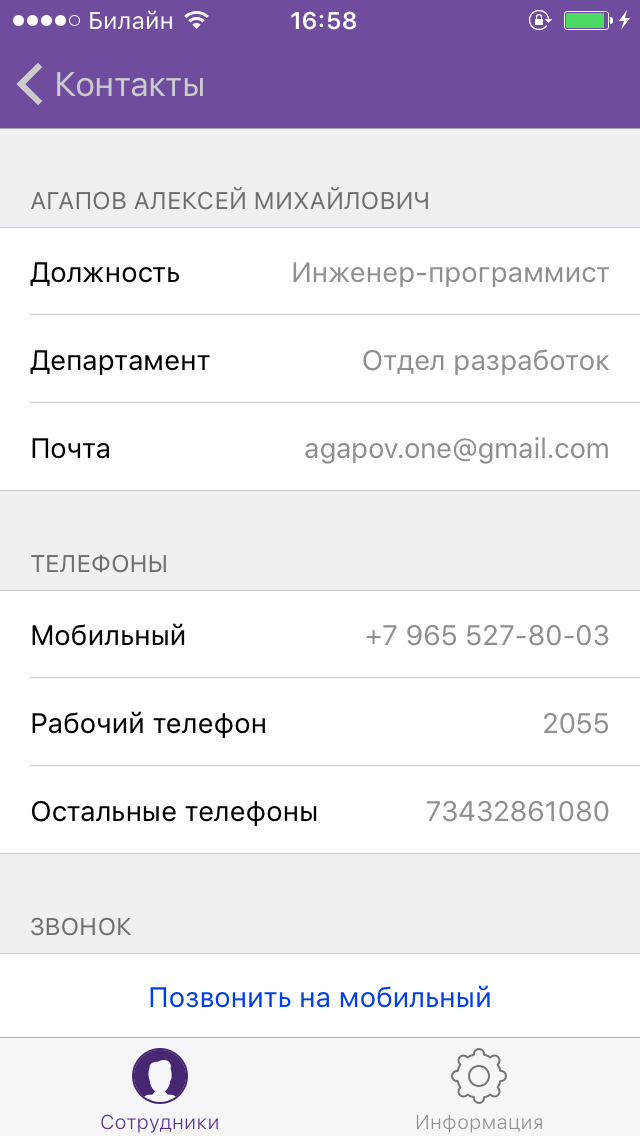 Билайн 16:58
Контакты
АГАПОВ АЛЕКСЕЙ МИХАЙЛОВИЧ
Должность Инженер-программист
Департамент Отдел разработок
Почта agapov.one@gmail.com
ТЕЛЕФОНЫ
Мобильный +7 965 527-80-03
Рабочий телефон 2055
Остальные телефоны 73432861080
ЗВОНОК
Позвонить на мобильный
Сотрудники Информация